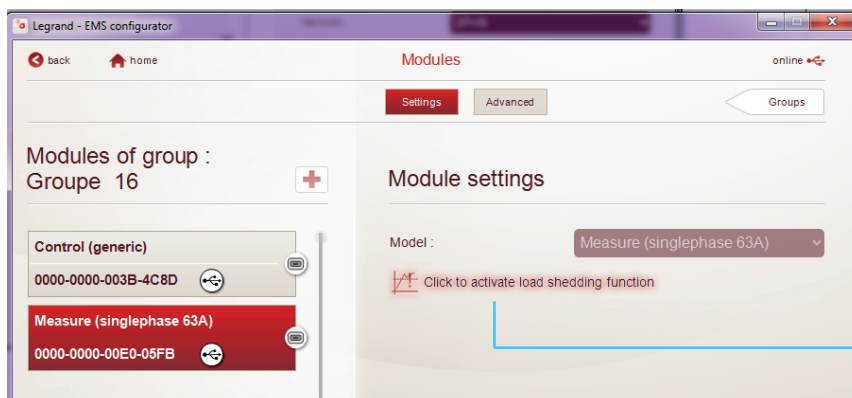 Legrand - EMS configurator
back
home
Modules
online
Settings
Advanced
Groups
Modules of group :
Groupe 16
Module settings
Control (generic)
0000-0000-003B-4C8D
Measure (singlephase 63A)
0000-0000-00E0-05FB
Model :
Measure (singlephase 63A)
Click to activate load shedding function